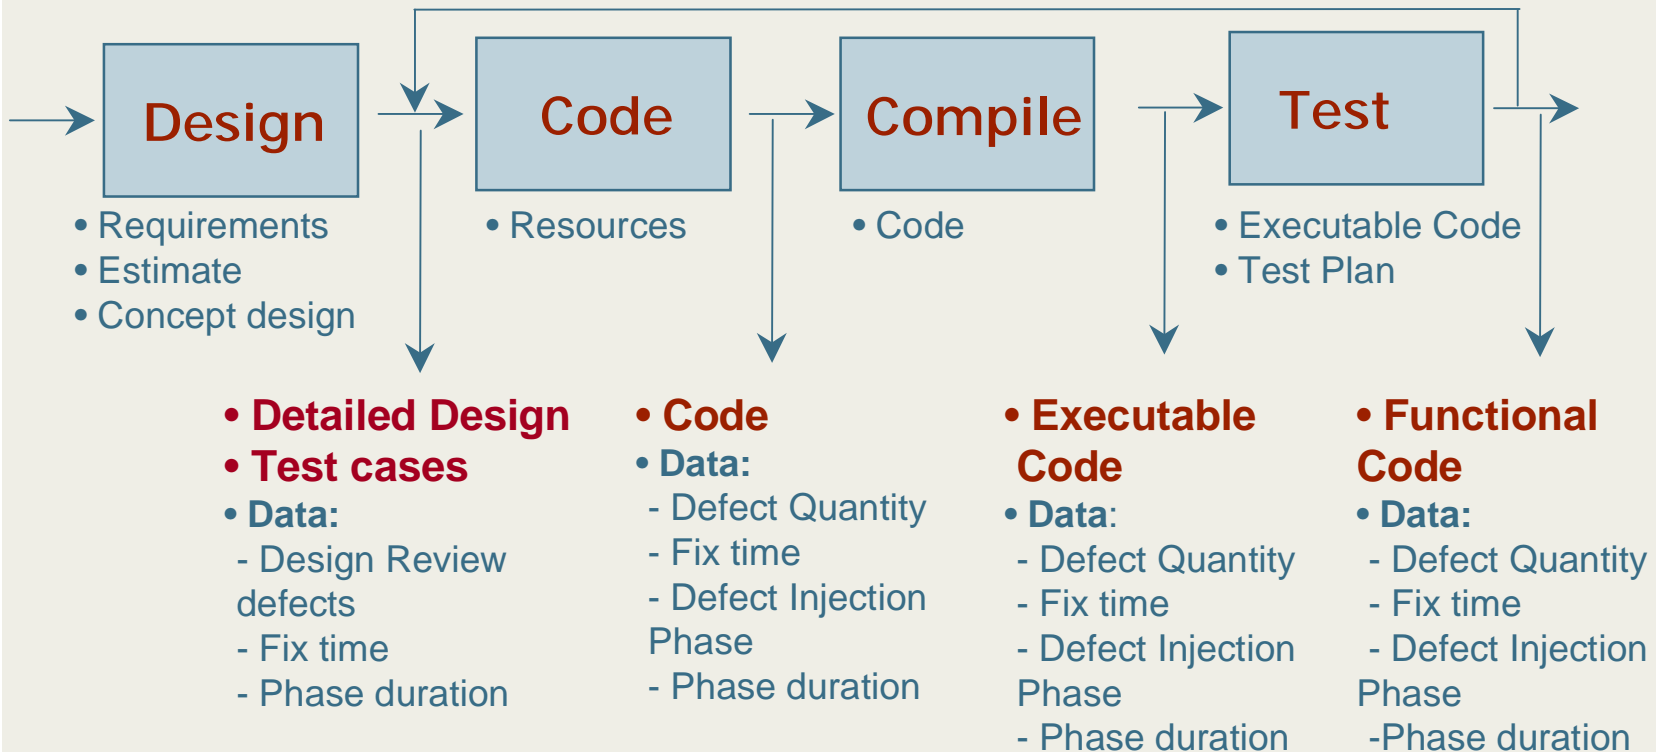 Design
Code
Compile
Test
• Requirements
• Estimate
• Concept design
• Resources
• Code
• Executable Code
• Test Plan
• Detailed Design
• Test cases
• Data:
- Design Review
defects
- Fix time
- Phase duration
• Code
• Data:
- Defect Quantity
- Fix time
- Defect Injection
Phase
- Phase duration
• Executable
Code
• Data:
- Defect Quantity
- Fix time
- Defect Injection
Phase
- Phase duration
• Functional
Code
• Data:
- Defect Quantity
- Fix time
- Defect Injection
Phase
-Phase duration